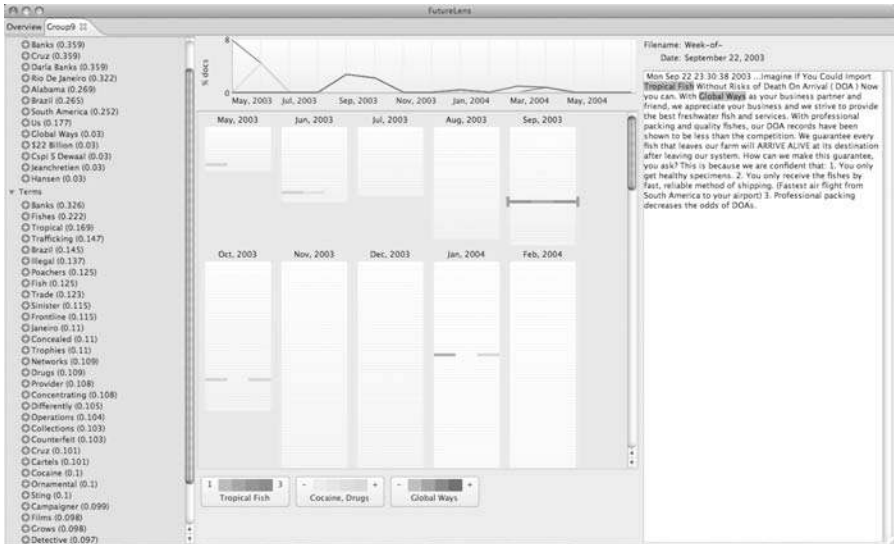 FutureLens
Overview Group9
Banks (0.359)
Cruz (0.359)
Darla Banks (0.359)
Rio De Janeiro (0.322)
Alabama (0.269)
Brazil (0.265)
South America (0.252)
Us (0.177)
Global Ways (0.03)
$22 Billion (0.03)
Cspi S Dewaal (0.03)
Jeanchretien (0.03)
Hansen (0.03)
Terms
Banks (0.326)
Fishes (0.222)
Tropical (0.169)
Trafficking (0.147)
Brazil (0.145)
Illegal (0.137)
Poachers (0.125)
Fish (0.125)
Trade (0.123)
Sinister (0.115)
Frontline (0.115)
Janeiro (0.11)
Concealed (0.11)
Trophies (0.11)
Networks (0.109)
Drugs (0.109)
Provider (0.108)
Concentrating (0.108)
Differently (0.105)
Operations (0.104)
Collections (0.103)
Counterfeit (0.103)
Cruz (0.101)
Cartels (0.101)
Cocaine (0.1)
Ornamental (0.1)
Sting (0.1)
Campaigner (0.099)
Films (0.098)
Grows (0.098)
Detective (0.097)
8
% docs
0
May, 2003 Jul, 2003 Sep, 2003 Nov, 2003 Jan, 2004 Mar, 2004 May, 2004
May, 2003 Jun, 2003 Jul, 2003 Aug, 2003 Sep, 2003
Oct, 2003 Nov, 2003 Dec, 2003 Jan, 2004 Feb, 2004
1 3 - + - +
Tropical Fish Cocaine, Drugs Global Ways
Filename: Week-of-
Date: September 22, 2003
Mon Sep 22 23:30:38 2003 ...Imagine If You Could Import
Tropical Fish Without Risks of Death On Arrival ( DOA ) Now
you can. With Global Ways as your business partner and
friend, we appreciate your business and we strive to provide
the best freshwater fish and services. With professional
packing and quality fishes, our DOA records have been
shown to be less than the competition. We guarantee every
fish that leaves our farm will ARRIVE ALIVE at its destination
after leaving our system. How can we make this guarantee,
you ask? This is because we are confident that: 1. You only
get healthy specimens. 2. You only receive the fishes by
fast, reliable method of shipping. (Fastest air flight from
South America to your airport) 3. Professional packing
decreases the odds of DOAs.